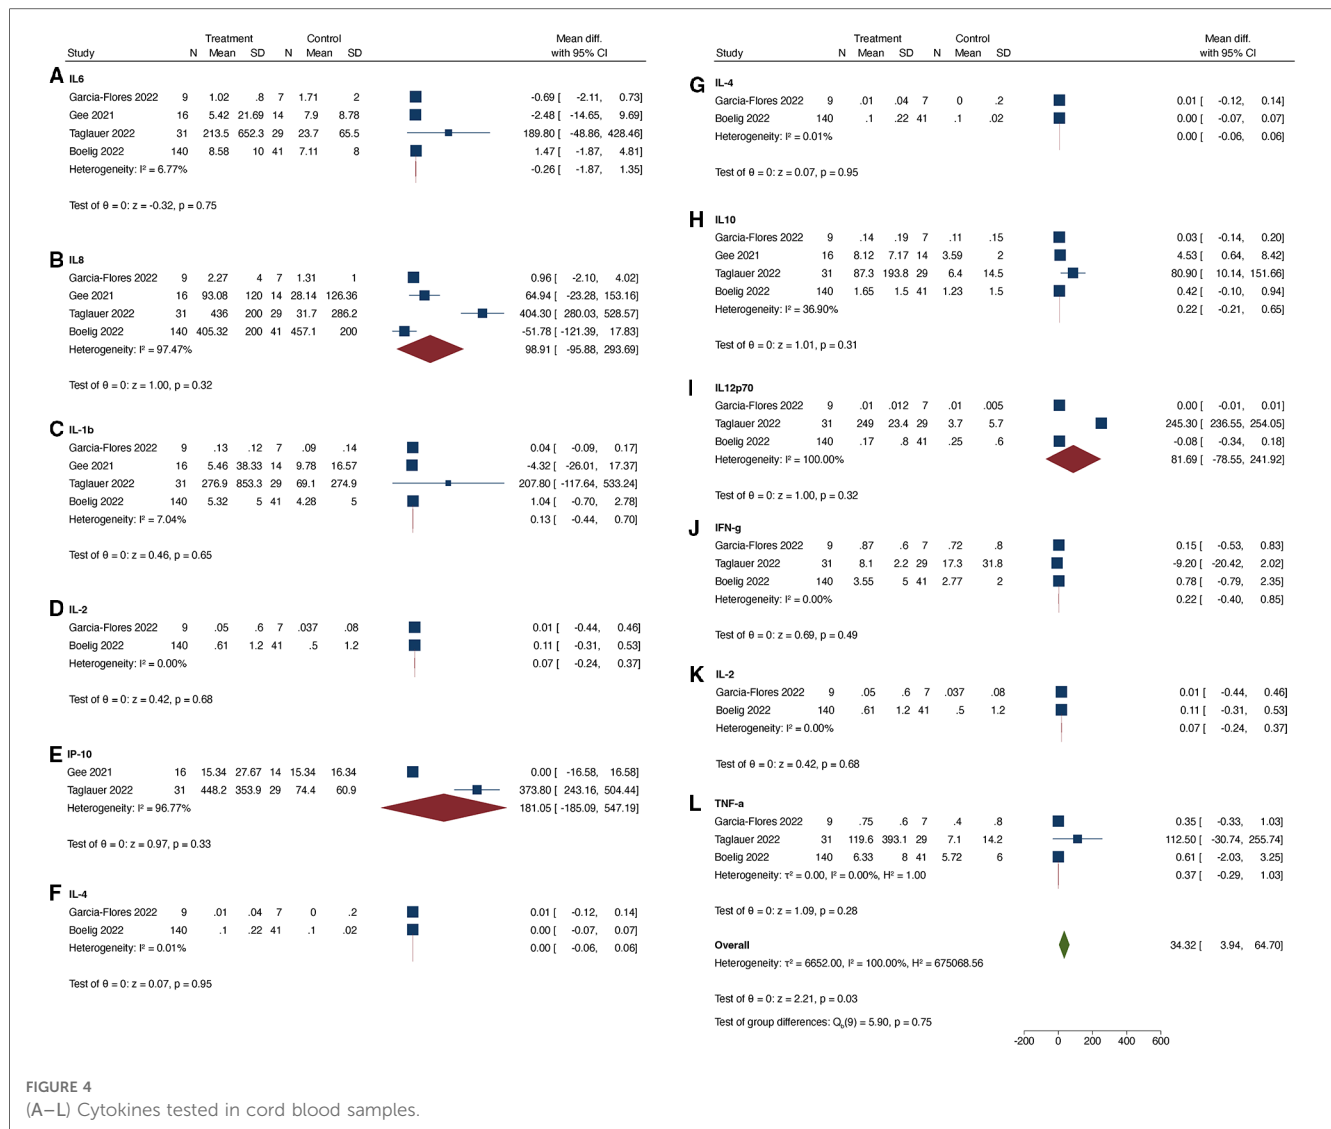 Treatment Control Mean diff.
Study N Mean SD N Mean SD with 95% CI
A IL6
Garcia-Flores 2022 9 1.02 .8 7 1.71 2 -0.69 [ -2.11, 0.73]
Gee 2021 16 5.42 21.69 14 7.9 8.78 -2.48 [ -14.65, 9.69]
Taglauer 2022 31 213.5 652.3 29 23.7 65.5 189.80 [ -48.86, 428.46]
Boelig 2022 140 8.58 10 41 7.11 8 1.47 [ -1.87, 4.81]
Heterogeneity: I² = 6.77% -0.26 [ -1.87, 1.35]
Test of θ = 0: z = -0.32, p = 0.75
B IL8
Garcia-Flores 2022 9 2.27 4 7 1.31 1 0.96 [ -2.10, 4.02]
Gee 2021 16 93.08 120 14 28.14 126.36 64.94 [ -23.28, 153.16]
Taglauer 2022 31 436 200 29 31.7 286.2 404.30 [ 280.03, 528.57]
Boelig 2022 140 405.32 200 41 457.1 200 -51.78 [ -121.39, 17.83]
Heterogeneity: I² = 97.47% 98.91 [ -95.88, 293.69]
Test of θ = 0: z = 1.00, p = 0.32
C IL-1b
Garcia-Flores 2022 9 .13 .12 7 .09 .14 0.04 [ -0.09, 0.17]
Gee 2021 16 5.46 38.33 14 9.78 16.57 -4.32 [ -26.01, 17.37]
Taglauer 2022 31 276.9 853.3 29 69.1 274.9 207.80 [ -117.64, 533.24]
Boelig 2022 140 5.32 5 41 4.28 5 1.04 [ -0.70, 2.78]
Heterogeneity: I² = 7.04% 0.13 [ -0.44, 0.70]
Test of θ = 0: z = 0.46, p = 0.65
D IL-2
Garcia-Flores 2022 9 .05 .6 7 .037 .08 0.01 [ -0.44, 0.46]
Boelig 2022 140 .61 1.2 41 .5 1.2 0.11 [ -0.31, 0.53]
Heterogeneity: I² = 0.00% 0.07 [ -0.24, 0.37]
Test of θ = 0: z = 0.42, p = 0.68
E IP-10
Gee 2021 16 15.34 27.67 14 15.34 16.34 0.00 [ -16.58, 16.58]
Taglauer 2022 31 448.2 353.9 29 74.4 60.9 373.80 [ 243.16, 504.44]
Heterogeneity: I² = 96.77% 181.05 [ -185.09, 547.19]
Test of θ = 0: z = 0.97, p = 0.33
F IL-4
Garcia-Flores 2022 9 .01 .04 7 0 .2 0.01 [ -0.12, 0.14]
Boelig 2022 140 .1 .22 41 .1 .02 0.00 [ -0.07, 0.07]
Heterogeneity: I² = 0.01% 0.00 [ -0.06, 0.06]
Test of θ = 0: z = 0.07, p = 0.95
Treatment Control Mean diff.
Study N Mean SD N Mean SD with 95% CI
G IL-4
Garcia-Flores 2022 9 .01 .04 7 0 .2 0.01 [ -0.12, 0.14]
Boelig 2022 140 .1 .22 41 .1 .02 0.00 [ -0.07, 0.07]
Heterogeneity: I² = 0.01% 0.00 [ -0.06, 0.06]
Test of θ = 0: z = 0.07, p = 0.95
H IL10
Garcia-Flores 2022 9 .14 .19 7 .11 .15 0.03 [ -0.14, 0.20]
Gee 2021 16 8.12 7.17 14 3.59 2 4.53 [ 0.64, 8.42]
Taglauer 2022 31 87.3 193.8 29 6.4 14.5 80.90 [ 10.14, 151.66]
Boelig 2022 140 1.65 1.5 41 1.23 1.5 0.42 [ -0.10, 0.94]
Heterogeneity: I² = 36.90% 0.22 [ -0.21, 0.65]
Test of θ = 0: z = 1.01, p = 0.31
I IL12p70
Garcia-Flores 2022 9 .01 .012 7 .01 .005 0.00 [ -0.01, 0.01]
Taglauer 2022 31 249 23.4 29 3.7 5.7 245.30 [ 236.55, 254.05]
Boelig 2022 140 .17 .8 41 .25 .6 -0.08 [ -0.34, 0.18]
Heterogeneity: I² = 100.00% 81.69 [ -78.55, 241.92]
Test of θ = 0: z = 1.00, p = 0.32
J IFN-g
Garcia-Flores 2022 9 .87 .6 7 .72 .8 0.15 [ -0.53, 0.83]
Taglauer 2022 31 8.1 2.2 29 17.3 31.8 -9.20 [ -20.42, 2.02]
Boelig 2022 140 3.55 5 41 2.77 2 0.78 [ -0.79, 2.35]
Heterogeneity: I² = 0.00% 0.22 [ -0.40, 0.85]
Test of θ = 0: z = 0.69, p = 0.49
K IL-2
Garcia-Flores 2022 9 .05 .6 7 .037 .08 0.01 [ -0.44, 0.46]
Boelig 2022 140 .61 1.2 41 .5 1.2 0.11 [ -0.31, 0.53]
Heterogeneity: I² = 0.00% 0.07 [ -0.24, 0.37]
Test of θ = 0: z = 0.42, p = 0.68
L TNF-a
Garcia-Flores 2022 9 .75 .6 7 .4 .8 0.35 [ -0.33, 1.03]
Taglauer 2022 31 119.6 393.1 29 7.1 14.2 112.50 [ -30.74, 255.74]
Boelig 2022 140 6.33 8 41 5.72 6 0.61 [ -2.03, 3.25]
Heterogeneity: τ² = 0.00, I² = 0.00%, H² = 1.00 0.37 [ -0.29, 1.03]
Test of θ = 0: z = 1.09, p = 0.28
Overall 34.32 [ 3.94, 64.70]
Heterogeneity: τ² = 6652.00, I² = 100.00%, H² = 675068.56
Test of θ = 0: z = 2.21, p = 0.03
Test of group differences: Qb(9) = 5.90, p = 0.75
-200 0 200 400 600
FIGURE 4
(A–L) Cytokines tested in cord blood samples.